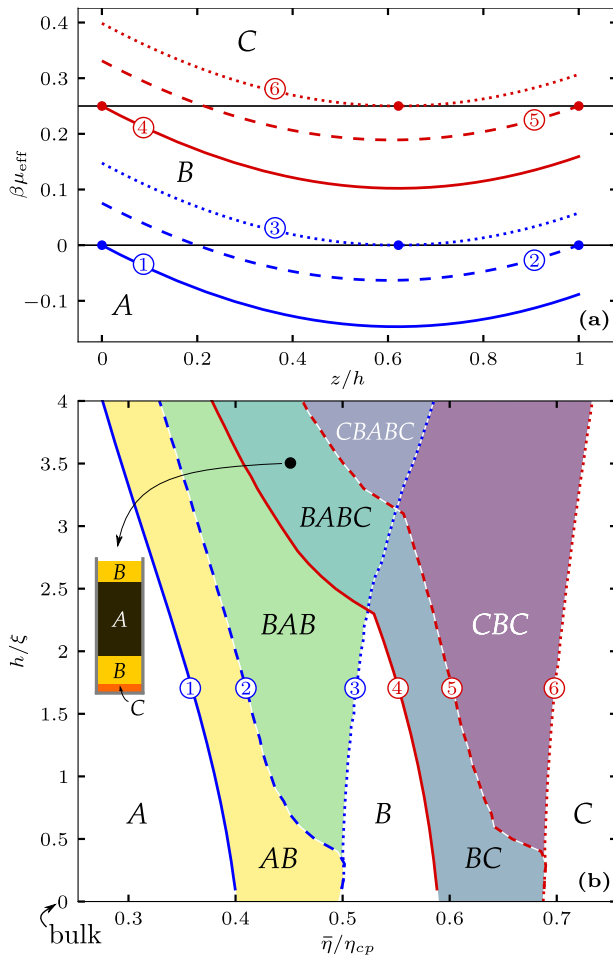 0.4
0.3
0.2
0.1
0
−0.1
βμeff
C
6
5
4
B
3
1
2
A
(a)
0 0.2 0.4 0.6 0.8 1
z/h
4
3.5
3
2.5
2
1.5
1
0.5
0
h/ξ
CBABC
BABC
B
A
B
C
BAB
CBC
1 2 3 4 5 6
A
B
C
AB
BC
(b)
0.3 0.4 0.5 0.6 0.7
bulk
η̄/ηcp